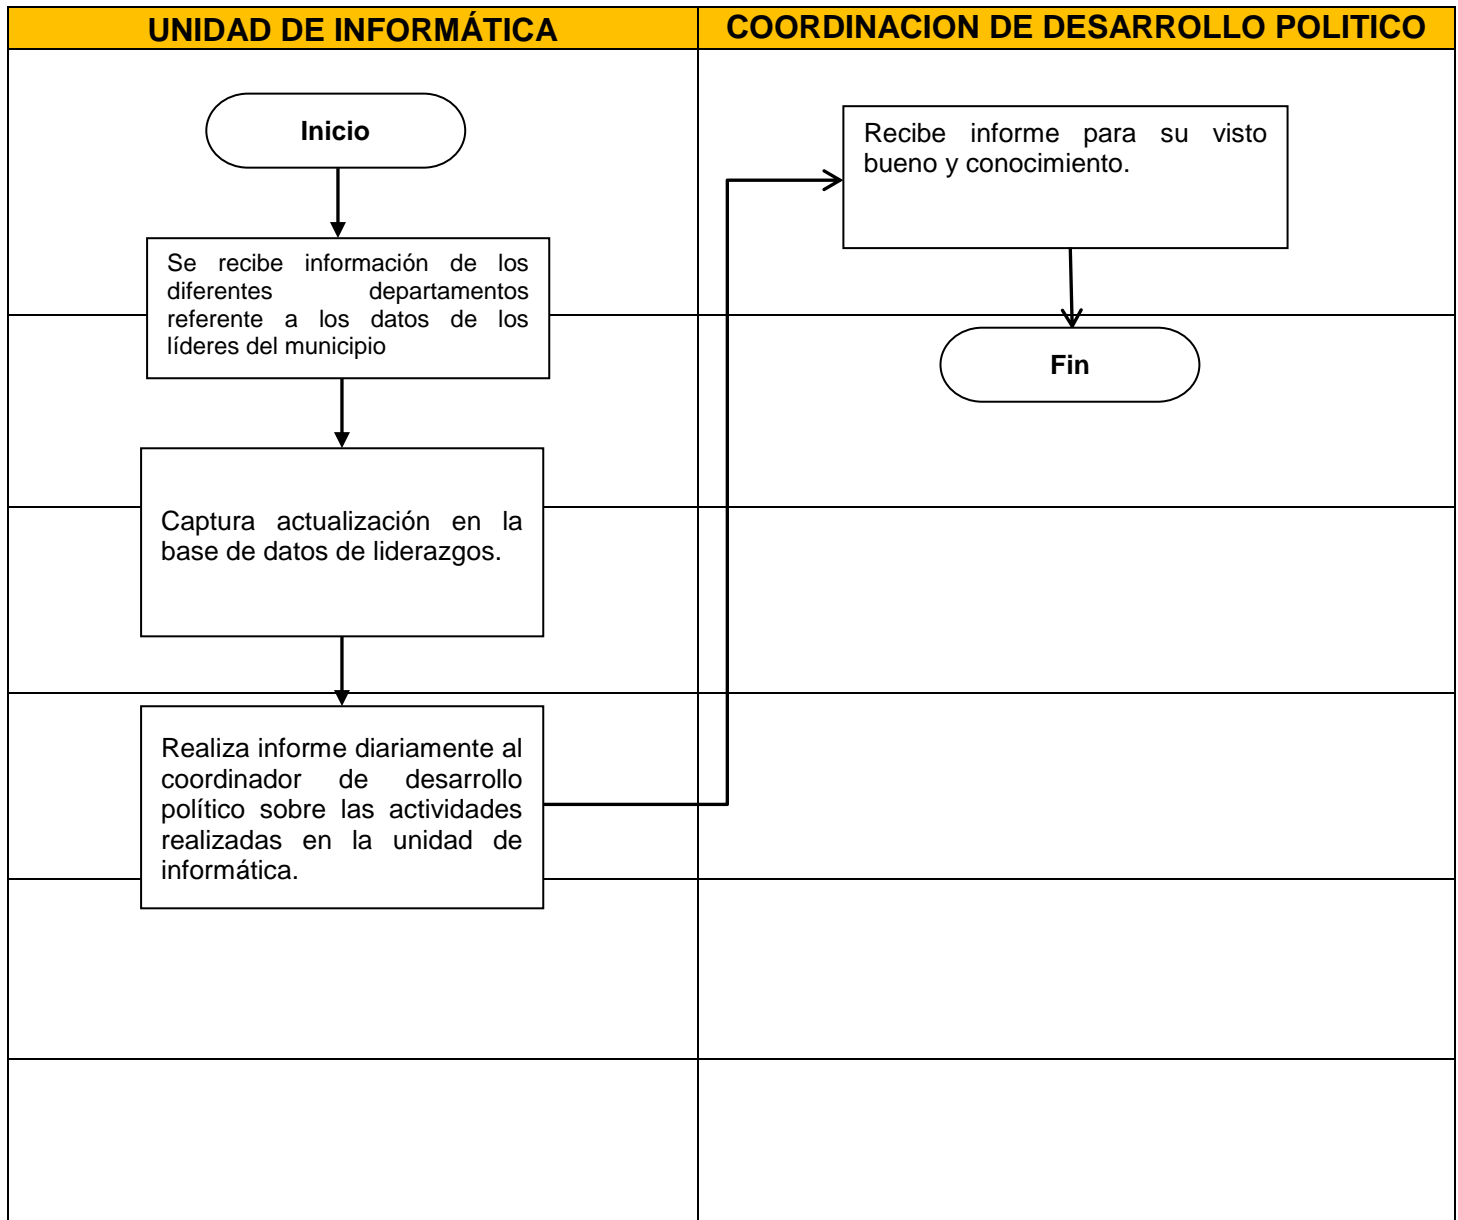 UNIDAD DE INFORMÁTICA
COORDINACION DE DESARROLLO POLITICO
Inicio
Se recibe información de los
diferentes departamentos
referente a los datos de los
líderes del municipio
Captura actualización en la
base de datos de liderazgos.
Realiza informe diariamente al
coordinador de desarrollo
político sobre las actividades
realizadas en la unidad de
informática.
Recibe informe para su visto
bueno y conocimiento.
Fin